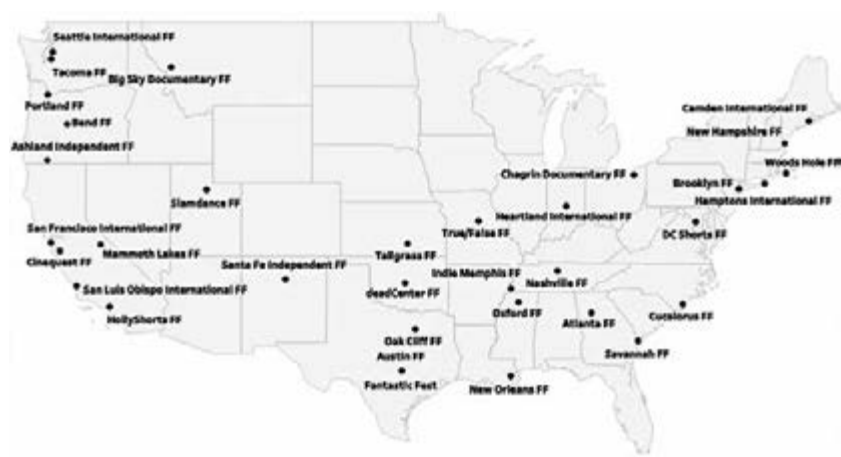 Seattle International FF
Tacoma FF
Big Sky Documentary FF
Portland FF
Bend FF
Ashland Independent FF
Slamdance FF
San Francisco International FF
Cinequest FF
Mammoth Lakes FF
San Luis Obispo International FF
HollyShorts FF
Santa Fe Independent FF
Tallgrass FF
deadCenter FF
Oak Cliff FF
Austin FF
Fantastic Fest
True/False FF
Indie Memphis FF
Oxford FF
New Orleans FF
Nashville FF
Atlanta FF
Savannah FF
Cucalorus FF
DC Shorts FF
Heartland International FF
Chagrin Documentary FF
Camden International FF
New Hampshire FF
Woods Hole FF
Brooklyn FF
Hamptons International FF